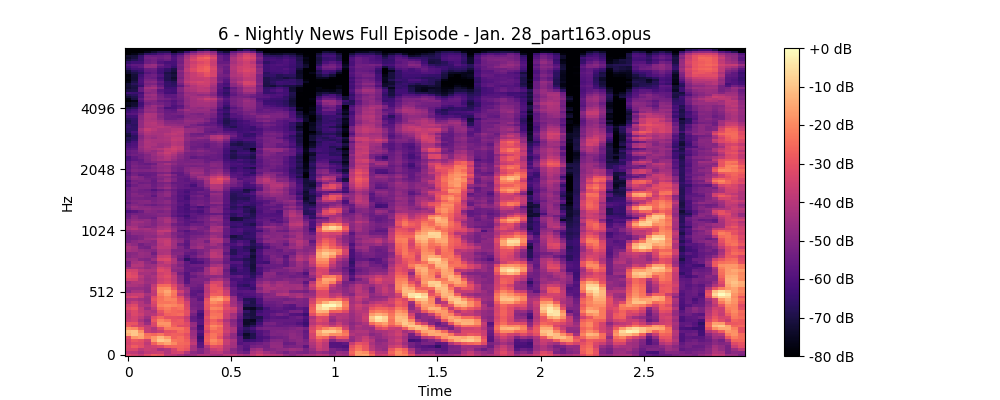 6 - Nightly News Full Episode - Jan. 28_part163.opus
Hz
4096
2048
1024
512
0
0
0.5
1
1.5
2
2.5
Time
+0 dB
-10 dB
-20 dB
-30 dB
-40 dB
-50 dB
-60 dB
-70 dB
-80 dB